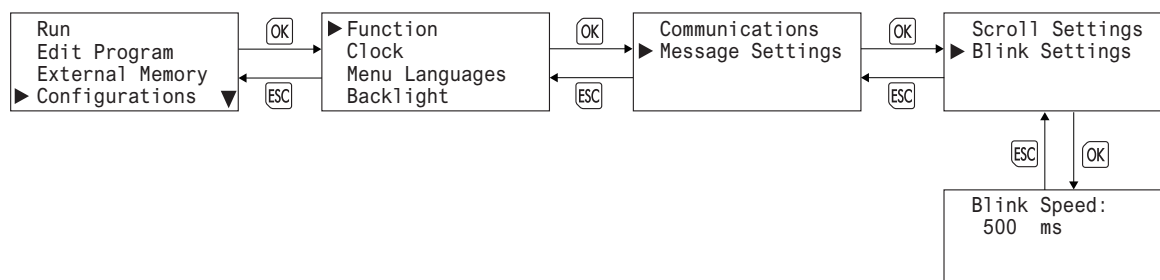 Run
Edit Program
External Memory
▶ Configurations ▼
OK
ESC
▶ Function
Clock
Menu Languages
Backlight
OK
ESC
Communications
▶ Message Settings
OK
ESC
Scroll Settings
▶ Blink Settings
ESC
OK
Blink Speed:
500 ms